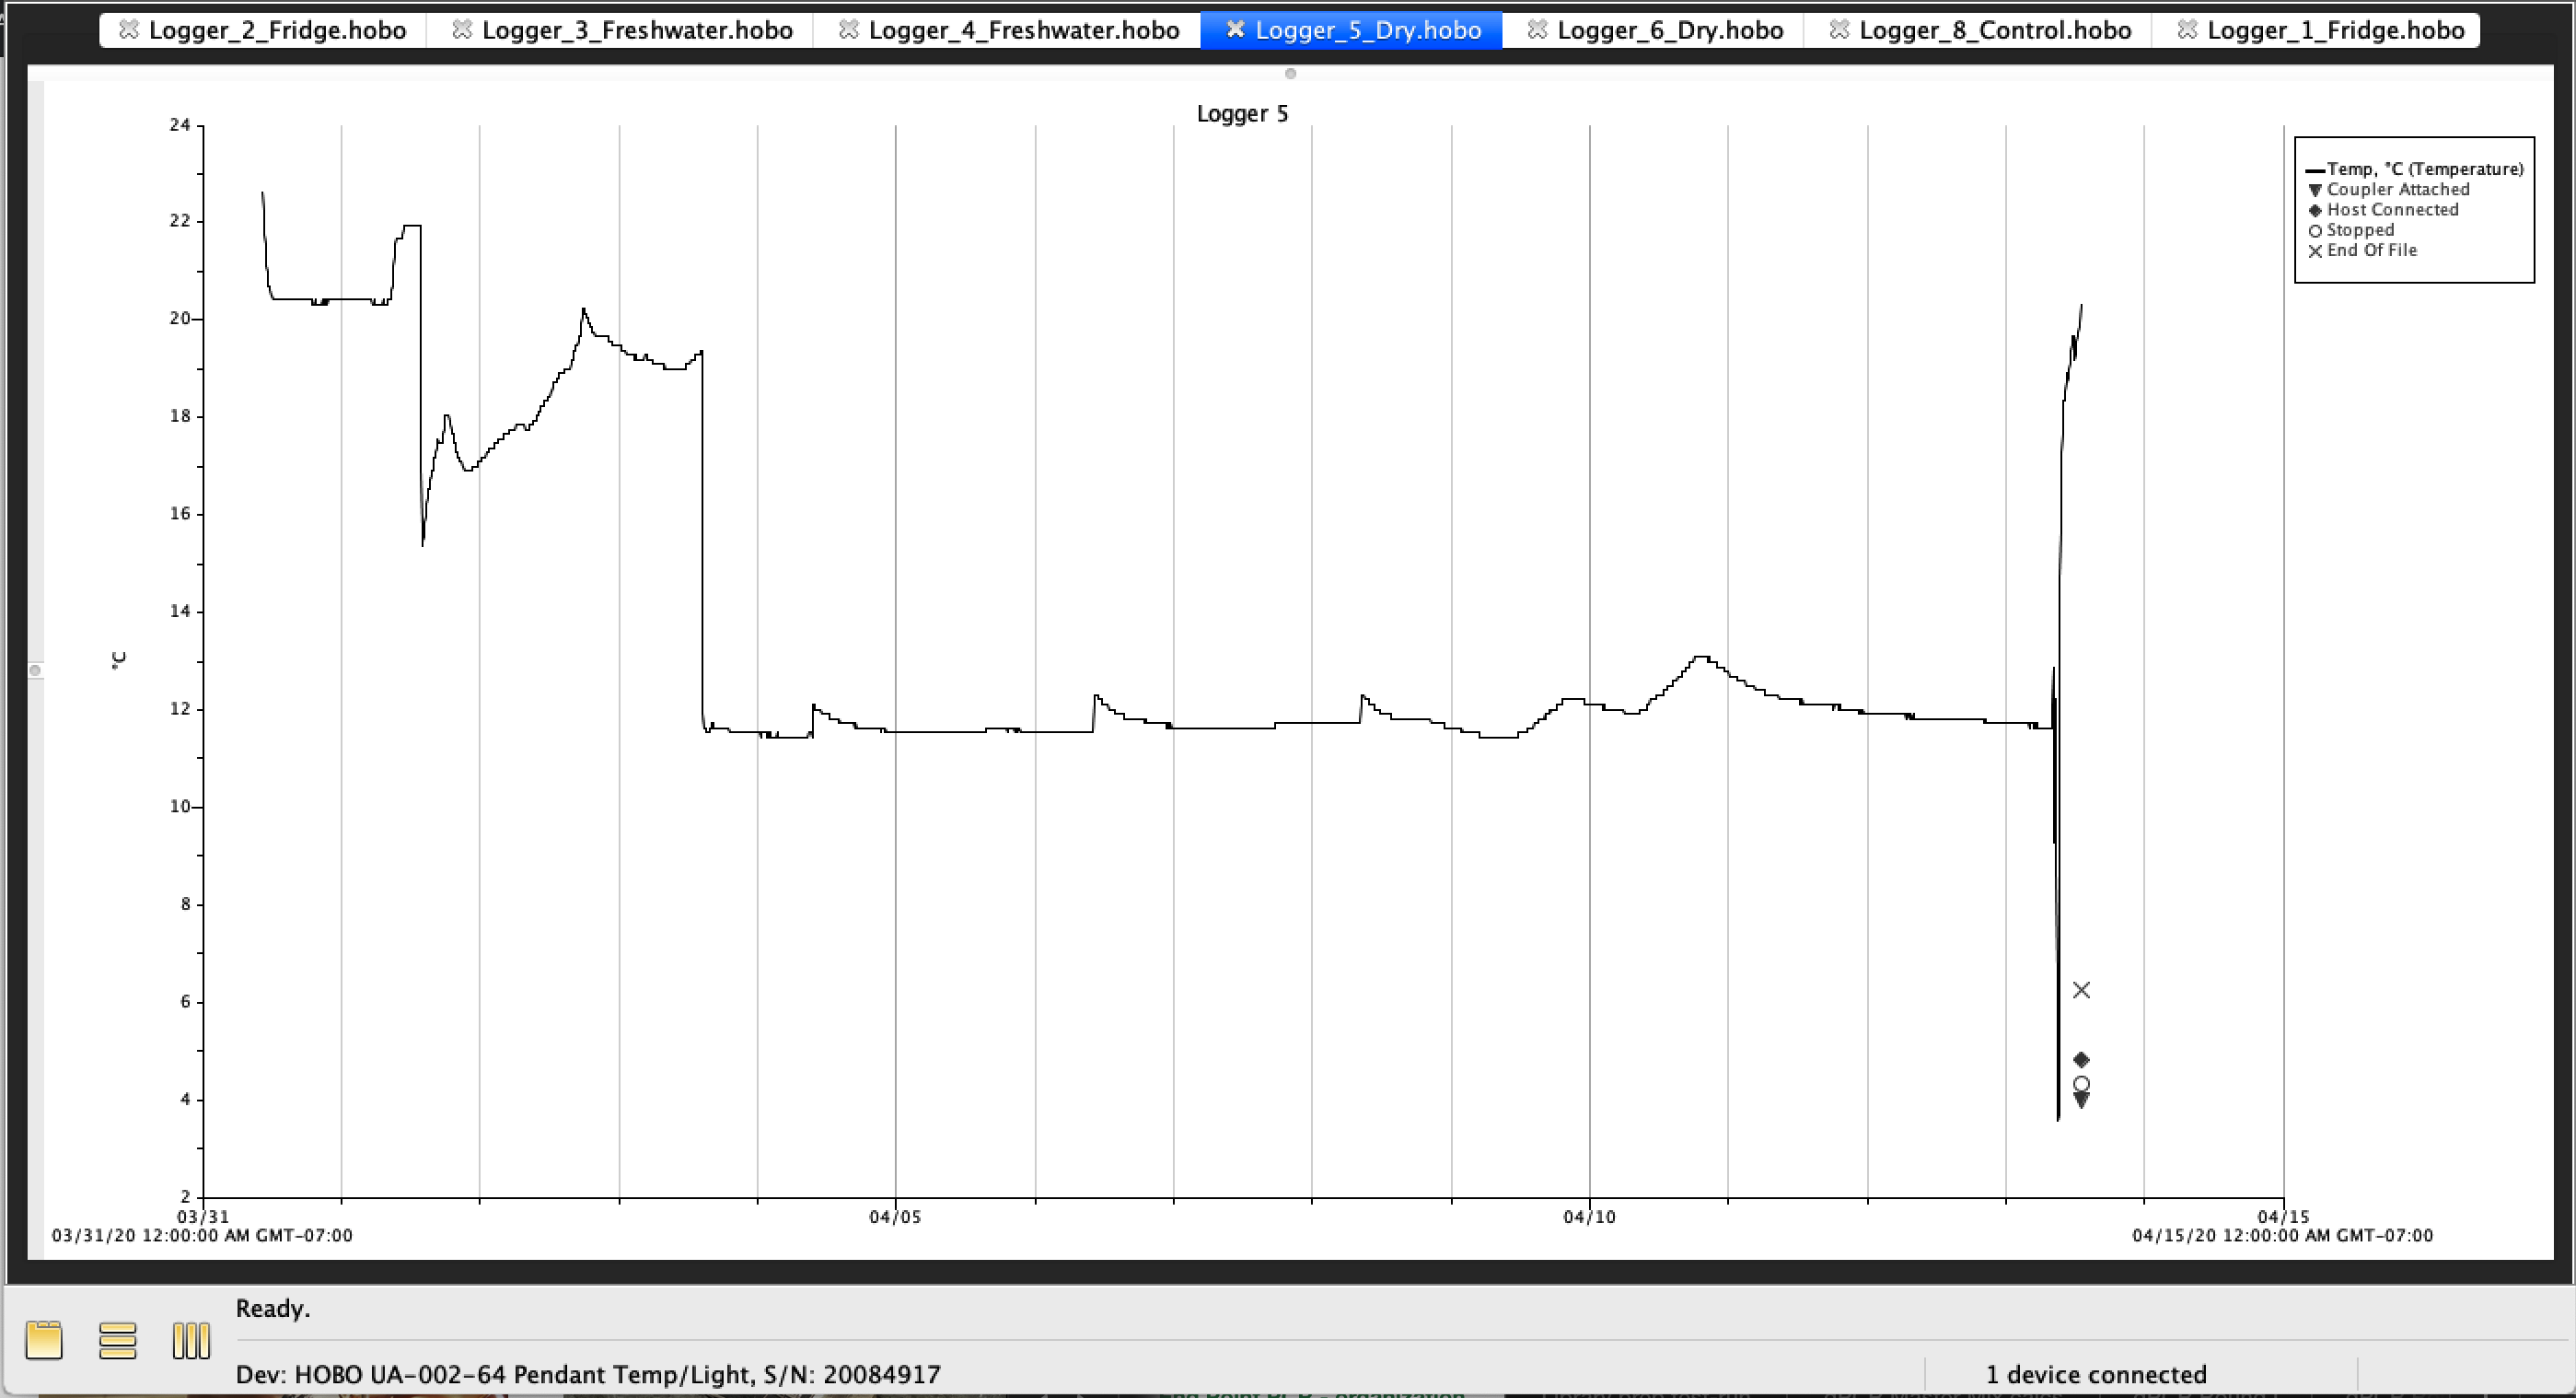 Logger_2_Fridge.hobo Logger_3_Freshwater.hobo Logger_4_Freshwater.hobo Logger_5_Dry.hobo Logger_6_Dry.hobo Logger_8_Control.hobo Logger_1_Fridge.hobo
Logger 5
24
22
20
18
16
14
12
10
8
6
4
2
°C
Temp, °C (Temperature)
Coupler Attached
Host Connected
Stopped
End Of File
03/31 04/05 04/10 04/15
03/31/20 12:00:00 AM GMT-07:00 04/15/20 12:00:00 AM GMT-07:00
Ready.
Dev: HOBO UA-002-64 Pendant Temp/Light, S/N: 20084917 1 device connected